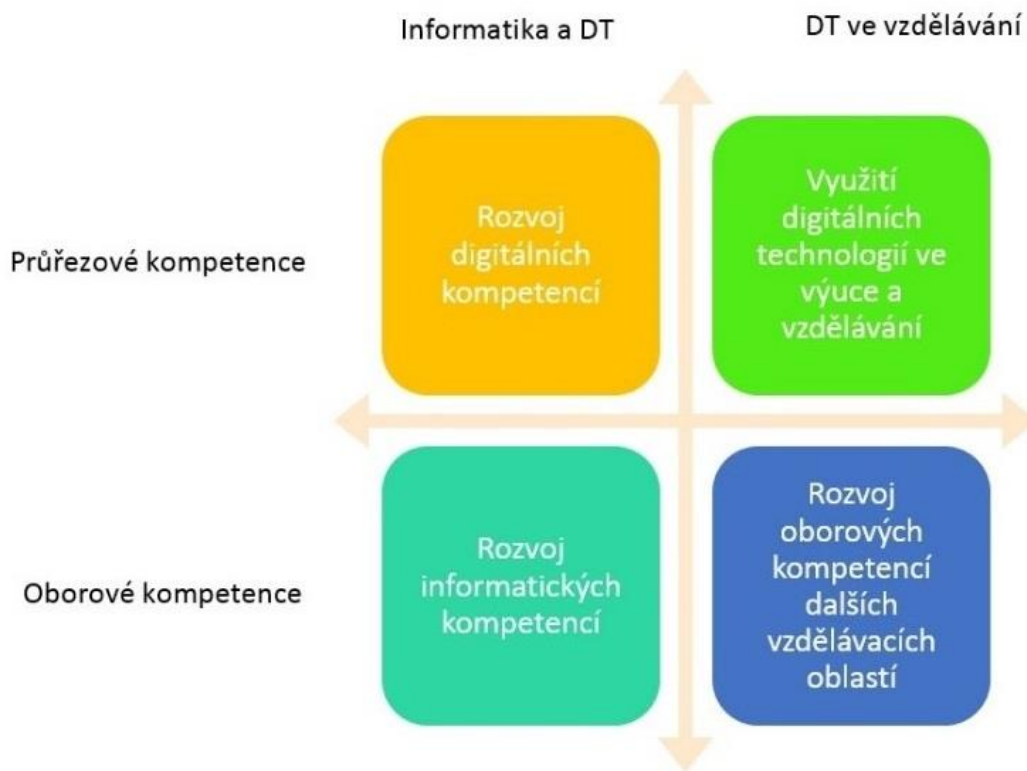 Informatika a DT
DT ve vzdělávání
Průřezové kompetence
Rozvoj
digitálních
kompetencí
Využití
digitálních
technologií ve
výuce a
vzdělávání
Oborové kompetence
Rozvoj
informatických
kompetencí
Rozvoj
oborových
kompetencí
dalších
vzdělávacích
oblastí